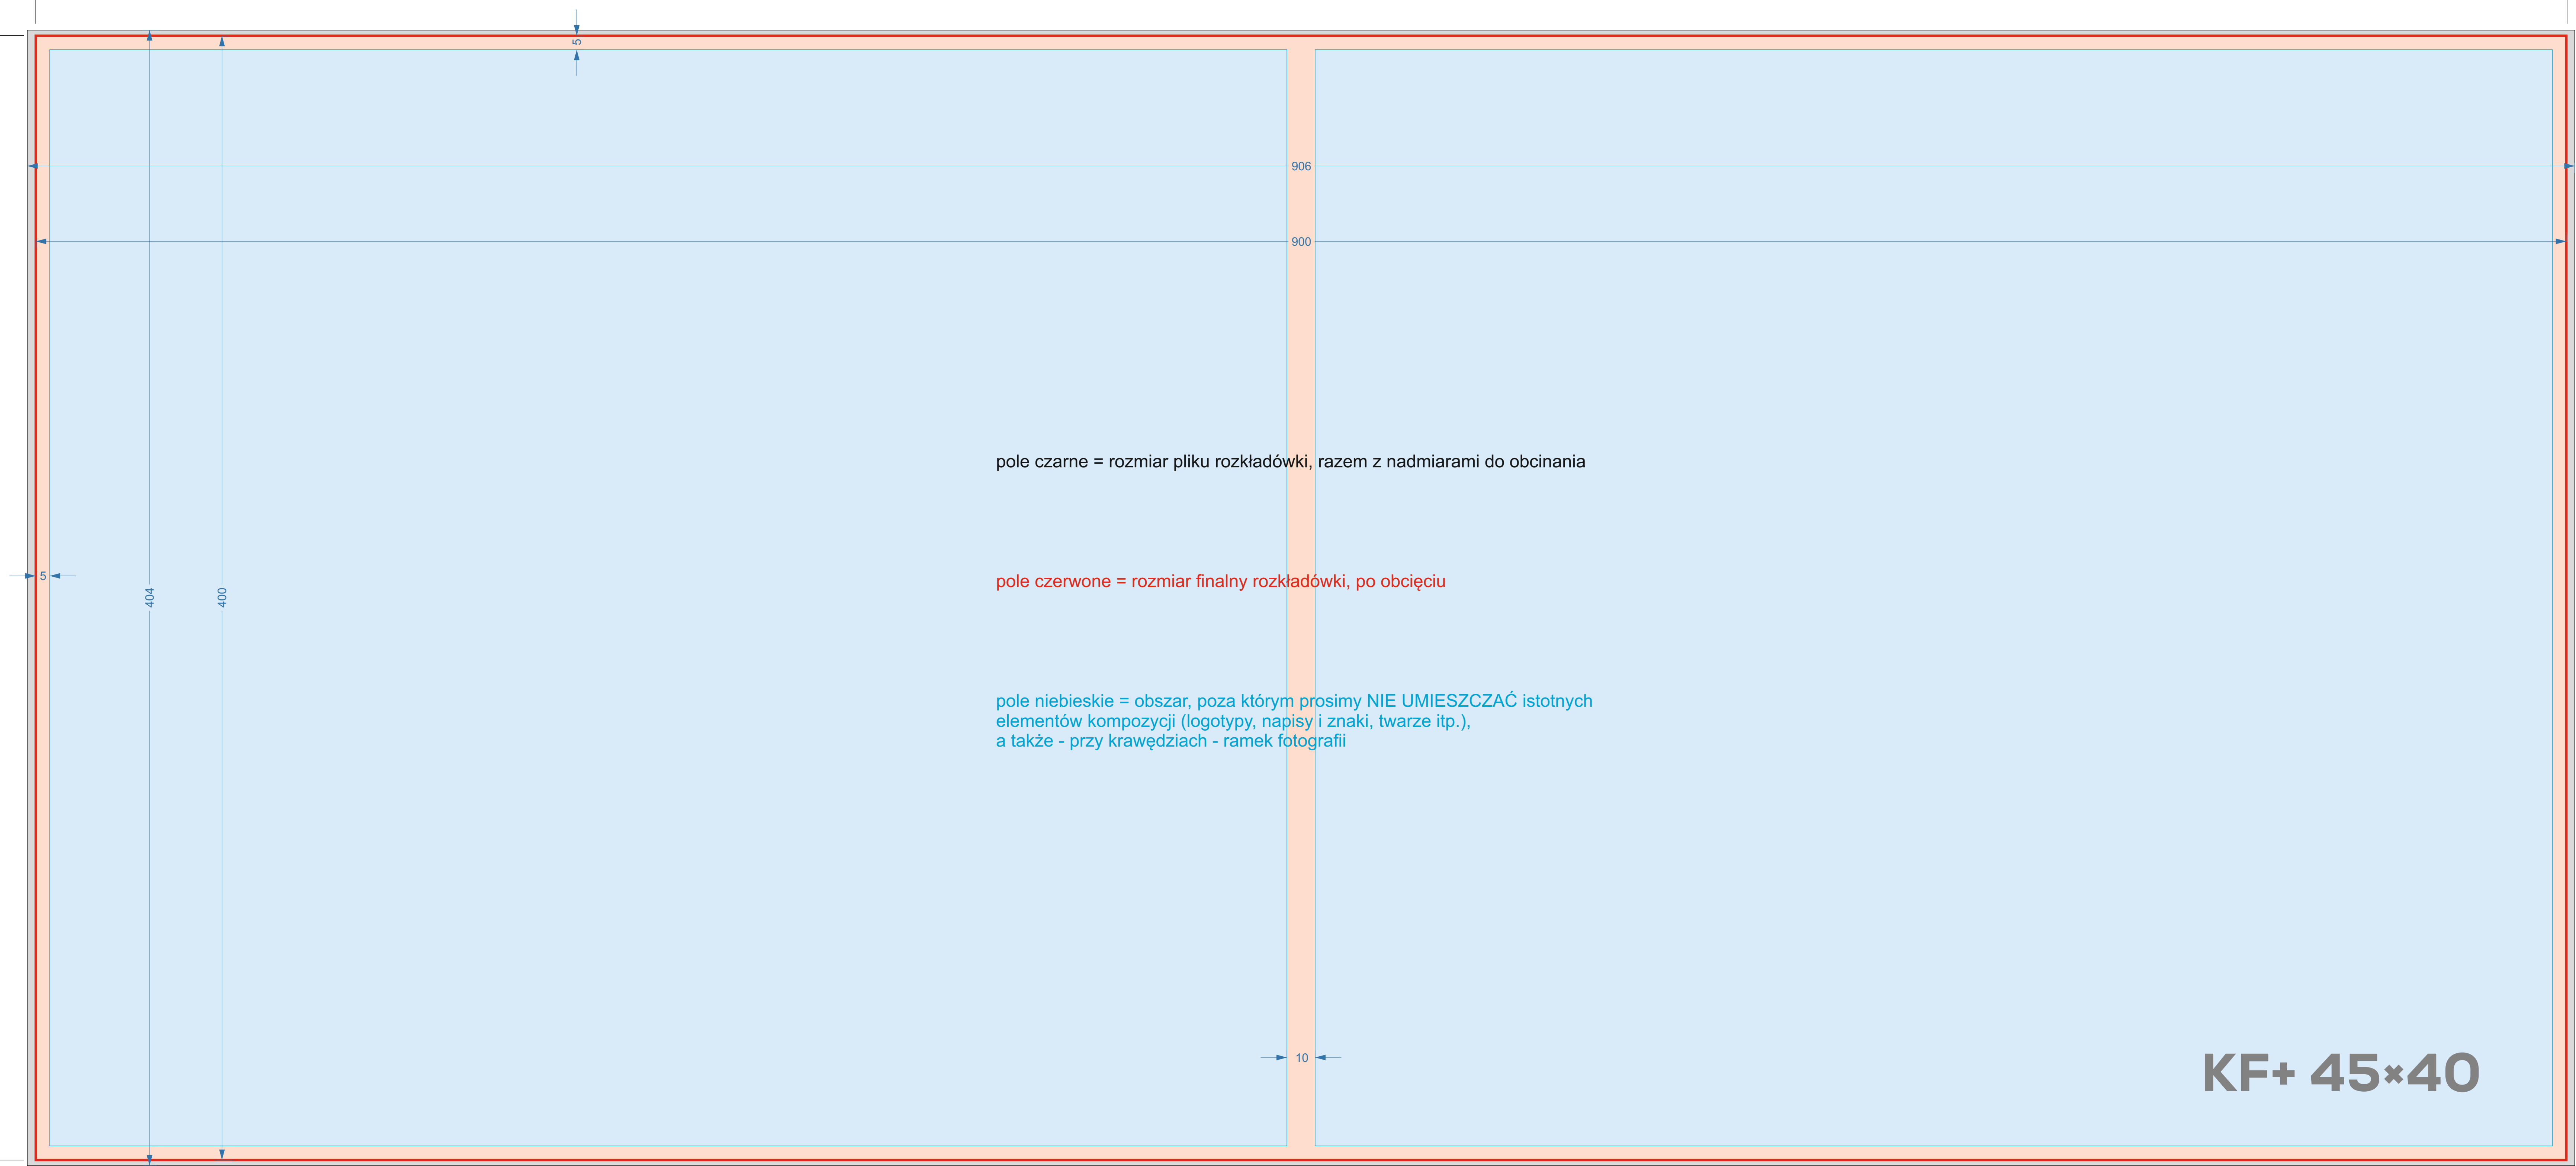 5
906
900
pole czarne = rozmiar pliku rozkładówki, razem z nadmiarami do obcinania
5
404
400
pole czerwone = rozmiar finalny rozkładówki, po obcięciu
pole niebieskie = obszar, poza którym prosimy NIE UMIESZCZAĆ istotnych
elementów kompozycji (logotypy, napisy i znaki, twarze itp.),
a także - przy krawędziach - ramek fotografii
10
KF+ 45×40